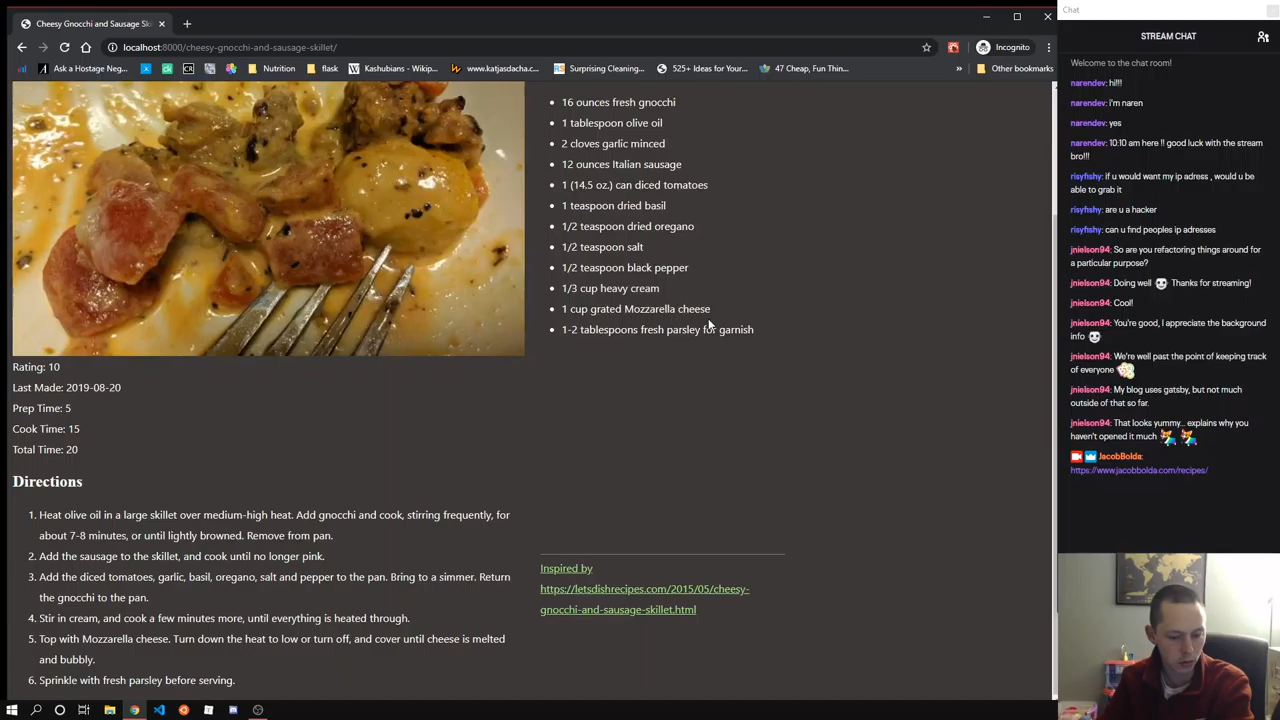 Cheesy Gnocchi and Sausage Ski
localhost:8000/cheesy-gnocchi-and-sausage-skillet/
Incognito
Ask a Hostage Neg...
Nutrition
flask
Kashubians - Wikip...
www.katjasdacha.c...
Surprising Cleaning...
525+ Ideas for You...
47 Cheap, Fun Thin...
»
Other bookmarks
16 ounces fresh gnocchi
1 tablespoon olive oil
2 cloves garlic minced
12 ounces Italian sausage
1 (14.5 oz.) can diced tomatoes
1 teaspoon dried basil
1/2 teaspoon dried oregano
1/2 teaspoon salt
1/2 teaspoon black pepper
1/3 cup heavy cream
1 cup grated Mozzarella cheese
1-2 tablespoons fresh parsley for garnish
Rating: 10
Last Made: 2019-08-20
Prep Time: 5
Cook Time: 15
Total Time: 20
Directions
1. Heat olive oil in a large skillet over medium-high heat. Add gnocchi and cook, stirring frequently, for
about 7-8 minutes, or until lightly browned. Remove from pan.
2. Add the sausage to the skillet, and cook until no longer pink.
3. Add the diced tomatoes, garlic, basil, oregano, salt and pepper to the pan. Bring to a simmer. Return
the gnocchi to the pan.
4. Stir in cream, and cook a few minutes more, until everything is heated through.
5. Top with Mozzarella cheese. Turn down the heat to low or turn off, and cover until cheese is melted
and bubbly.
6. Sprinkle with fresh parsley before serving.
Inspired by
https://letsdishrecipes.com/2015/05/cheesy-
gnocchi-and-sausage-skillet.html
Chat
STREAM CHAT
Welcome to the chat room!
narendev: hi!!!
narendev: i'm naren
narendev: yes
narendev: 10:10 am here !! good luck with the stream
bro!!!
risyfishy: if u would want my ip adress , would u be
able to grab it
risyfishy: are u a hacker
risyfishy: can u find peoples ip adresses
jnielson94: So are you refactoring things around for
a particular purpose?
jnielson94: Doing well Thanks for streaming!
jnielson94: Cool!
jnielson94: You're good, I appreciate the background
info
jnielson94: We're well past the point of keeping track
of everyone
jnielson94: My blog uses gatsby, but not much
outside of that so far.
jnielson94: That looks yummy... explains why you
haven't opened it much
JacobBolda:
https://www.jacobbolda.com/recipes/